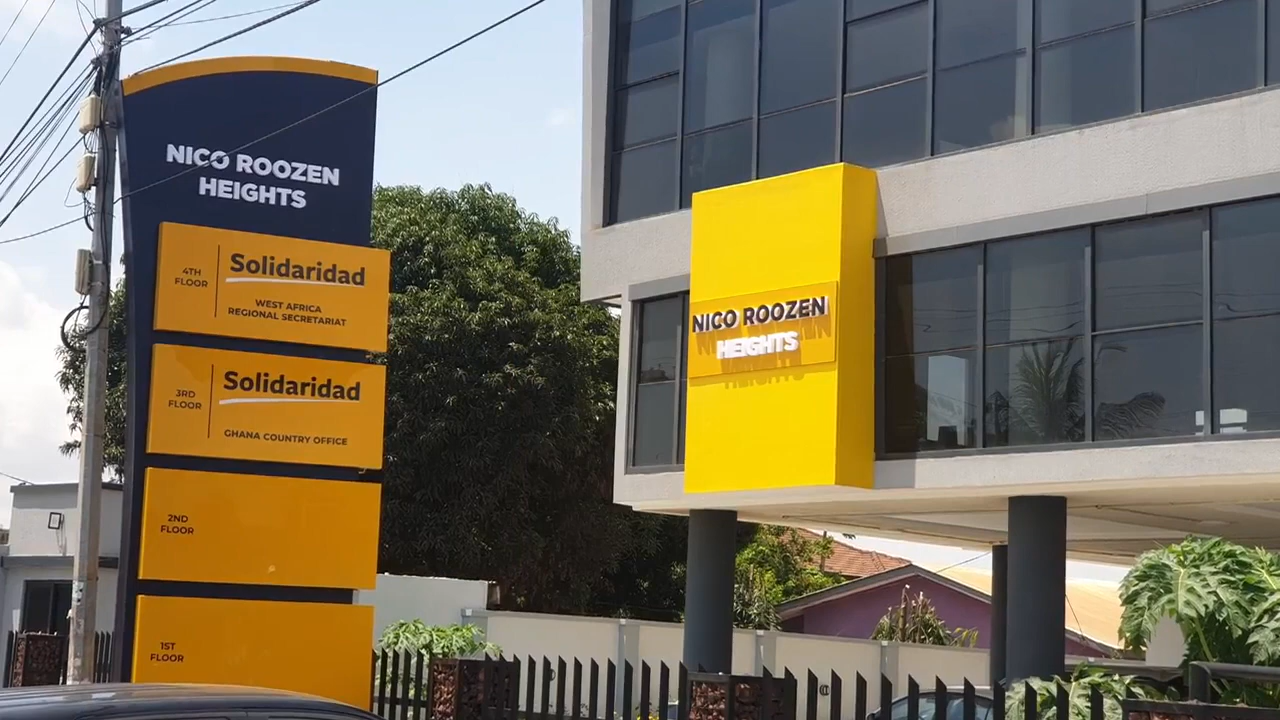 NICO ROOZEN
HEIGHTS
4TH
FLOOR
Solidaridad
WEST AFRICA
REGIONAL SECRETARIAT
3RD
FLOOR
Solidaridad
GHANA COUNTRY OFFICE
2ND
FLOOR
1ST
FLOOR
NICO ROOZEN
HEIGHTS